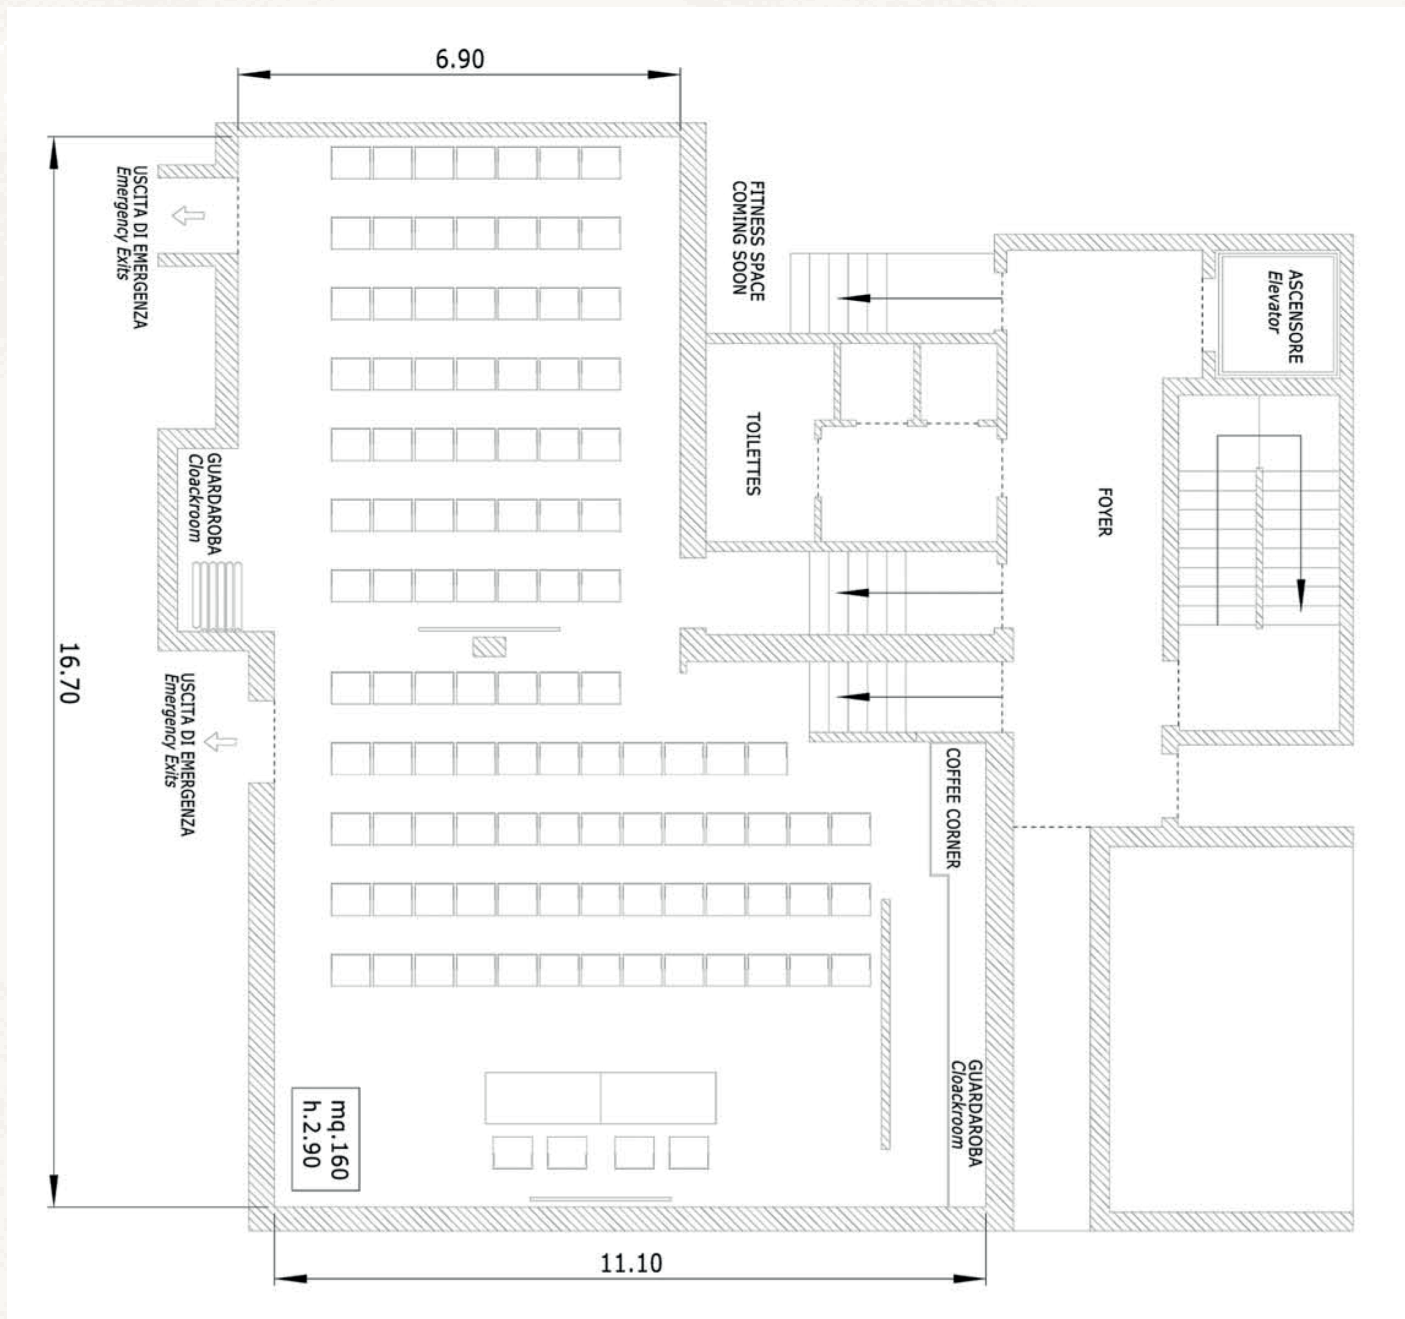 6.90
USCITA DI EMERGENZA
Emergency Exits
FITNESS SPACE
COMING SOON
ASCENSORE
Elevator
TOILETTES
GUARDAROBA
Cloackroom
FOYER
16.70
USCITA DI EMERGENZA
Emergency Exits
COFFEE CORNER
GUARDAROBA
Cloackroom
mq.160
h.2.90
11.10